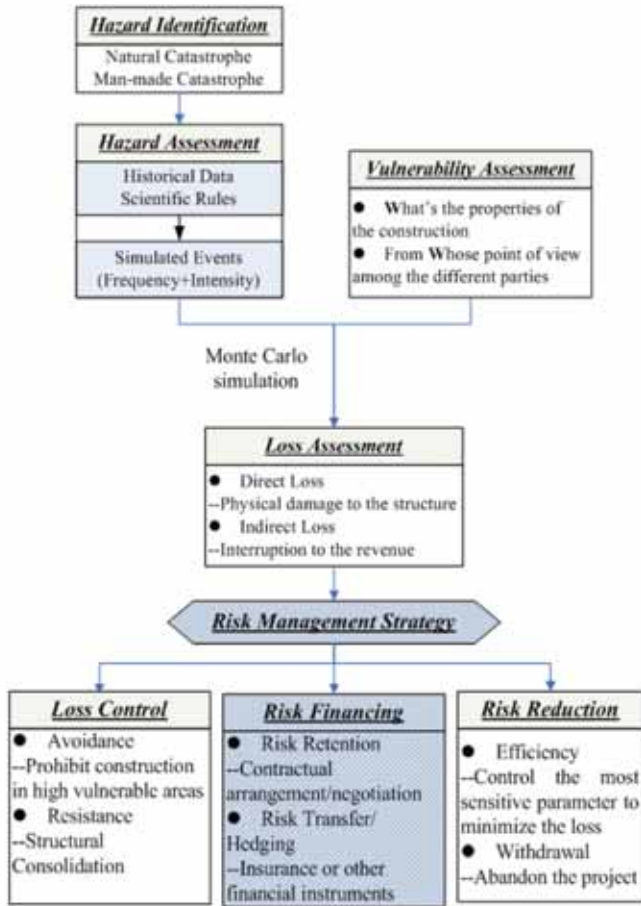 Hazard Identification
Natural Catastrophe
Man-made Catastrophe
Hazard Assessment
Historical Data
Scientific Rules
Simulated Events
(Frequency+Intensity)
Vulnerability Assessment
● What's the properties of
the construction
● From Whose point of view
among the different parties
Monte Carlo
simulation
Loss Assessment
● Direct Loss
--Physical damage to the structure
● Indirect Loss
--Interruption to the revenue
Risk Management Strategy
Loss Control
● Avoidance
--Prohibit construction
in high vulnerable areas
● Resistance
--Structural
Consolidation
Risk Financing
● Risk Retention
--Contractual
arrangement/negotiation
● Risk Transfer/
Hedging
--Insurance or other
financial instruments
Risk Reduction
● Efficiency
--Control the most
sensitive parameter to
minimize the loss
● Withdrawal
--Abandon the project